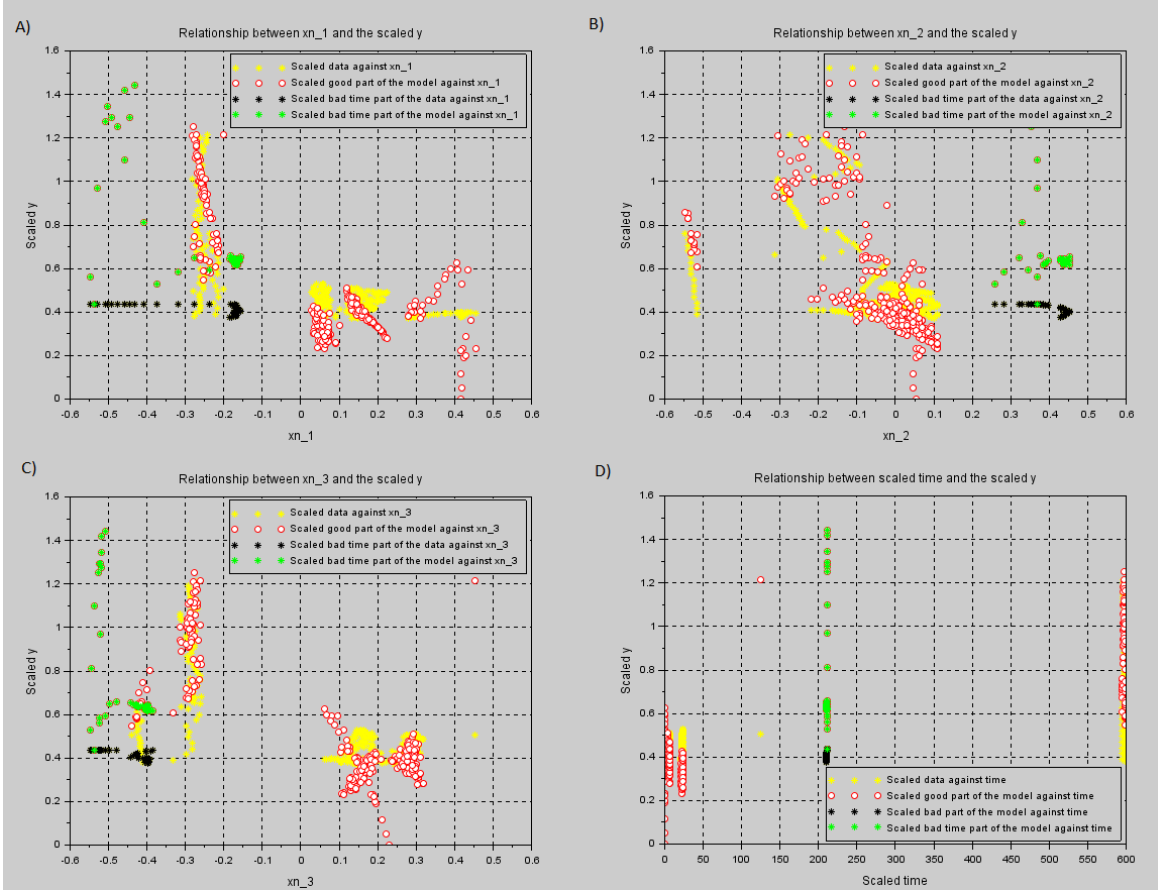 A)
Relationship between xn_1 and the scaled y
1.6
1.4
1.2
1
0.8
0.6
0.4
0.2
0
Scaled y
Scaled data against xn_1
Scaled good part of the model against xn_1
Scaled bad time part of the data against xn_1
Scaled bad time part of the model against xn_1
-0.6 -0.5 -0.4 -0.3 -0.2 -0.1 0 0.1 0.2 0.3 0.4 0.5 0.6
xn_1
B)
Relationship between xn_2 and the scaled y
1.6
1.4
1.2
1
0.8
0.6
0.4
0.2
0
Scaled y
Scaled data against xn_2
Scaled good part of the model against xn_2
Scaled bad time part of the data against xn_2
Scaled bad time part of the model against xn_2
-0.6 -0.5 -0.4 -0.3 -0.2 -0.1 0.0 0.1 0.2 0.3 0.4 0.5 0.6
xn_2
C)
Relationship between xn_3 and the scaled y
1.6
1.4
1.2
1
0.8
0.6
0.4
0.2
0
Scaled y
Scaled data against xn_3
Scaled good part of the model against xn_3
Scaled bad time part of the data against xn_3
Scaled bad time part of the model against xn_3
-0.6 -0.5 -0.4 -0.3 -0.2 -0.1 0 0.1 0.2 0.3 0.4 0.5 0.6
xn_3
D)
Relationship between scaled time and the scaled y
1.6
1.4
1.2
1
0.8
0.6
0.4
0.2
0
Scaled y
Scaled data against time
Scaled good part of the model against time
Scaled bad part of the model against time
Scaled bad time part of the model against time
0 50 100 150 200 250 300 350 400 450 500 550 600
Scaled time